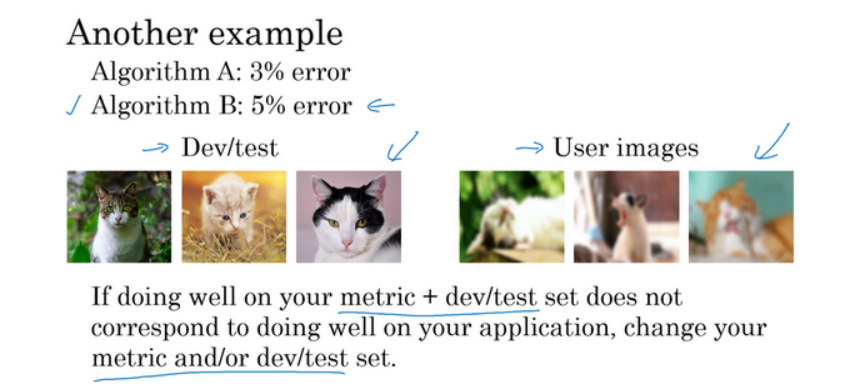 Another example
Algorithm A: 3% error
Algorithm B: 5% error
Dev/test
User images
If doing well on your metric + dev/test set does not
correspond to doing well on your application, change your
metric and/or dev/test set.